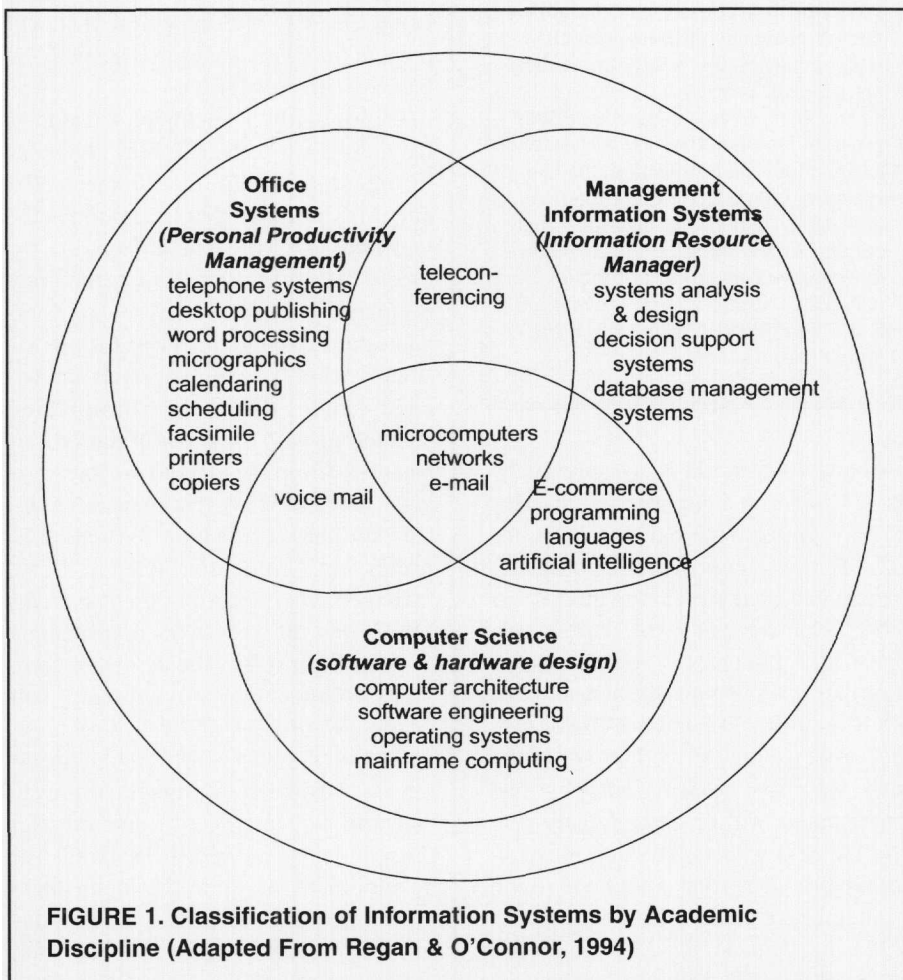 Office
Systems
(Personal Productivity
Management)
telephone systems
desktop publishing
word processing
micrographics
calendaring
scheduling
facsimile
printers
copiers
telecon-
ferencing
Management
Information Systems
(Information Resource
Manager)
systems analysis
& design
decision support
systems
database management
systems
voice mail
microcomputers
networks
e-mail
E-commerce
programming
languages
artificial intelligence
Computer Science
(software & hardware design)
computer architecture
software engineering
operating systems
mainframe computing
FIGURE 1. Classification of Information Systems by Academic
Discipline (Adapted From Regan & O'Connor, 1994)